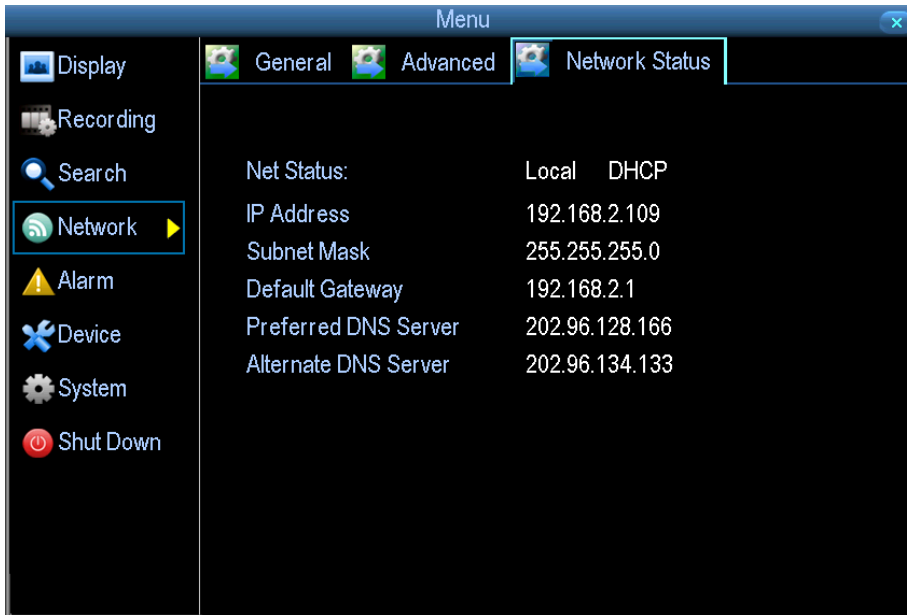 Menu
Display
General Advanced Network Status
Recording
Search
Network
Alarm
Device
System
Shut Down
Net Status: Local DHCP
IP Address 192.168.2.109
Subnet Mask 255.255.255.0
Default Gateway 192.168.2.1
Preferred DNS Server 202.96.128.166
Alternate DNS Server 202.96.134.133